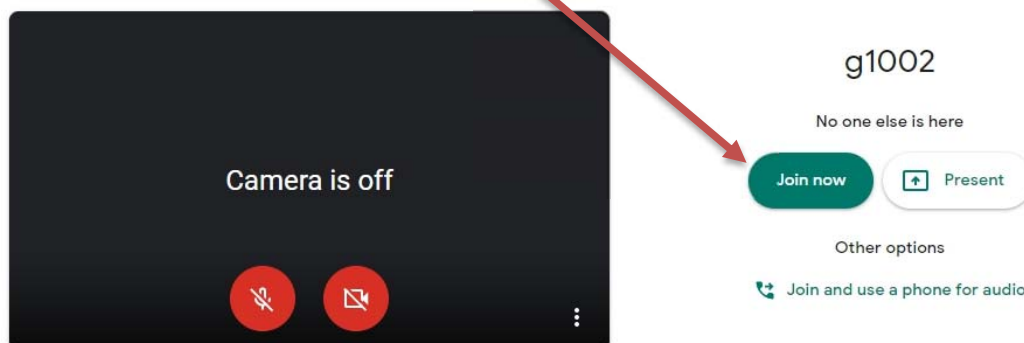 Camera is off
g1002
No one else is here
Join now
Present
Other options
Join and use a phone for audio